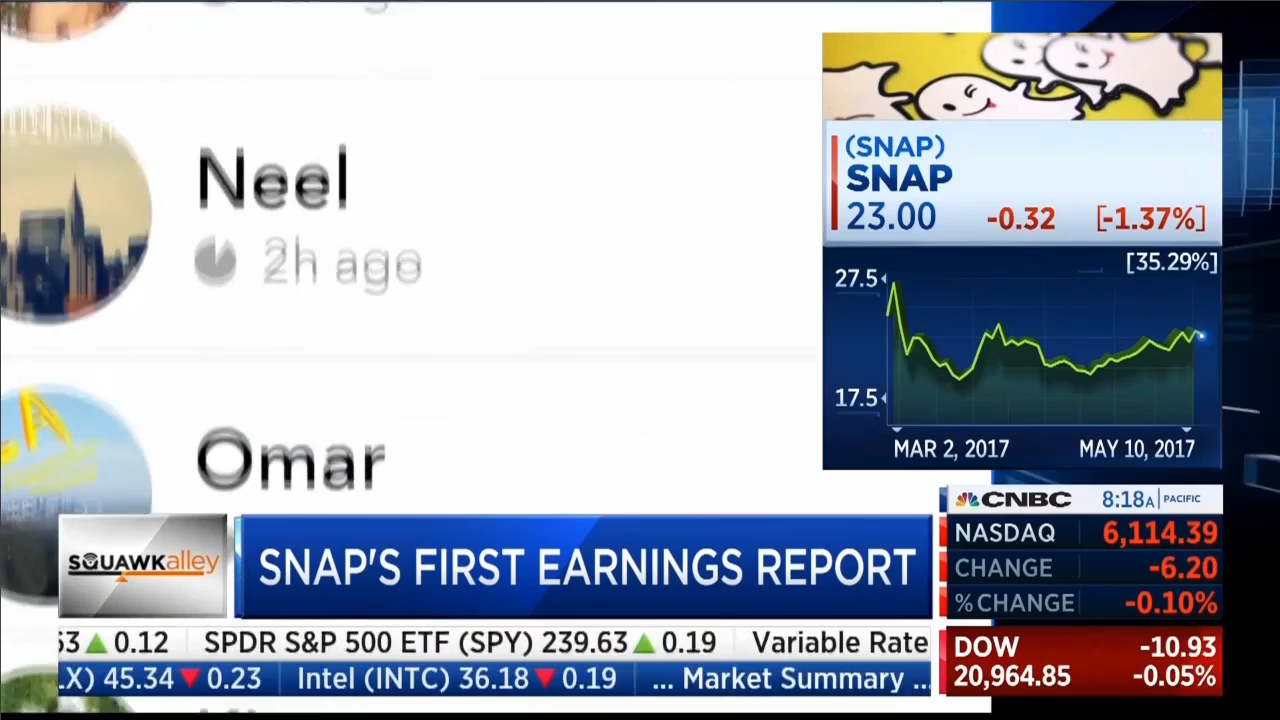 Neel
2h ago
Omar
(SNAP)
SNAP
23.00 -0.32 [-1.37%]
[35.29%]
27.5
17.5
MAR 2, 2017 MAY 10, 2017
CNBC 8:18A PACIFIC
NASDAQ 6,114.39
CHANGE -6.20
% CHANGE -0.10%
DOW -10.93
20,964.85 -0.05%
SQUAWKalley
SNAP'S FIRST EARNINGS REPORT
63 ▲ 0.12 SPDR S&P 500 ETF (SPY) 239.63 ▲ 0.19 Variable Rate
X) 45.34 ▼ 0.23 Intel (INTC) 36.18 ▼ 0.19 ... Market Summary ...